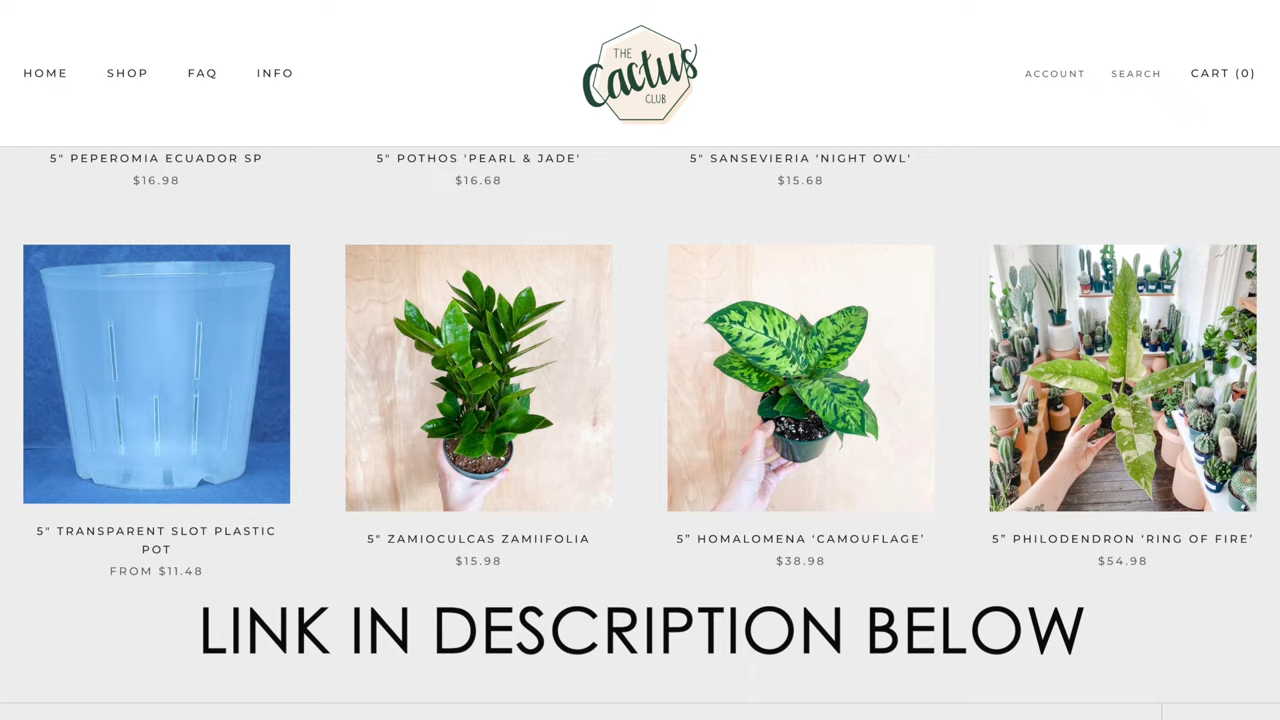 HOME SHOP FAQ INFO
THE
Cactus
CLUB
ACCOUNT SEARCH CART (0)
5" PEPEROMIA ECUADOR SP
$16.98
5" POTHOS 'PEARL & JADE'
$16.68
5" SANSEVIERIA 'NIGHT OWL'
$15.68
5" TRANSPARENT SLOT PLASTIC
POT
FROM $11.48
5" ZAMIOCULCAS ZAMIIFOLIA
$15.98
5” HOMALOMENA ‘CAMOUFLAGE’
$38.98
5” PHILODENDRON ‘RING OF FIRE’
$54.98
LINK IN DESCRIPTION BELOW